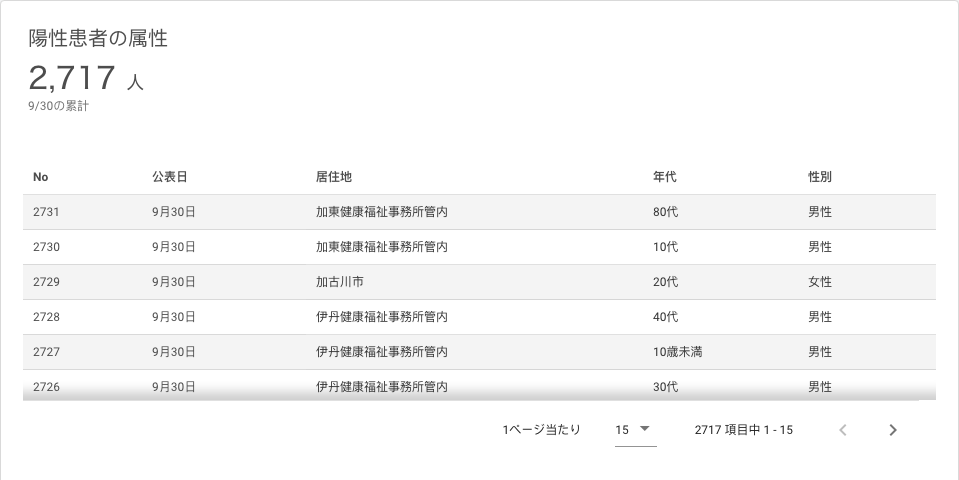 陽性患者の属性
2,717 人
9/30の累計
No 公表日 居住地 年代 性別
2731 9月30日 加東健康福祉事務所管内 80代 男性
2730 9月30日 加東健康福祉事務所管内 10代 男性
2729 9月30日 加古川市 20代 女性
2728 9月30日 伊丹健康福祉事務所管内 40代 男性
2727 9月30日 伊丹健康福祉事務所管内 10歳未満 男性
2726 9月30日 伊丹健康福祉事務所管内 30代 男性
1ページ当たり 15 2717 項目中 1 - 15